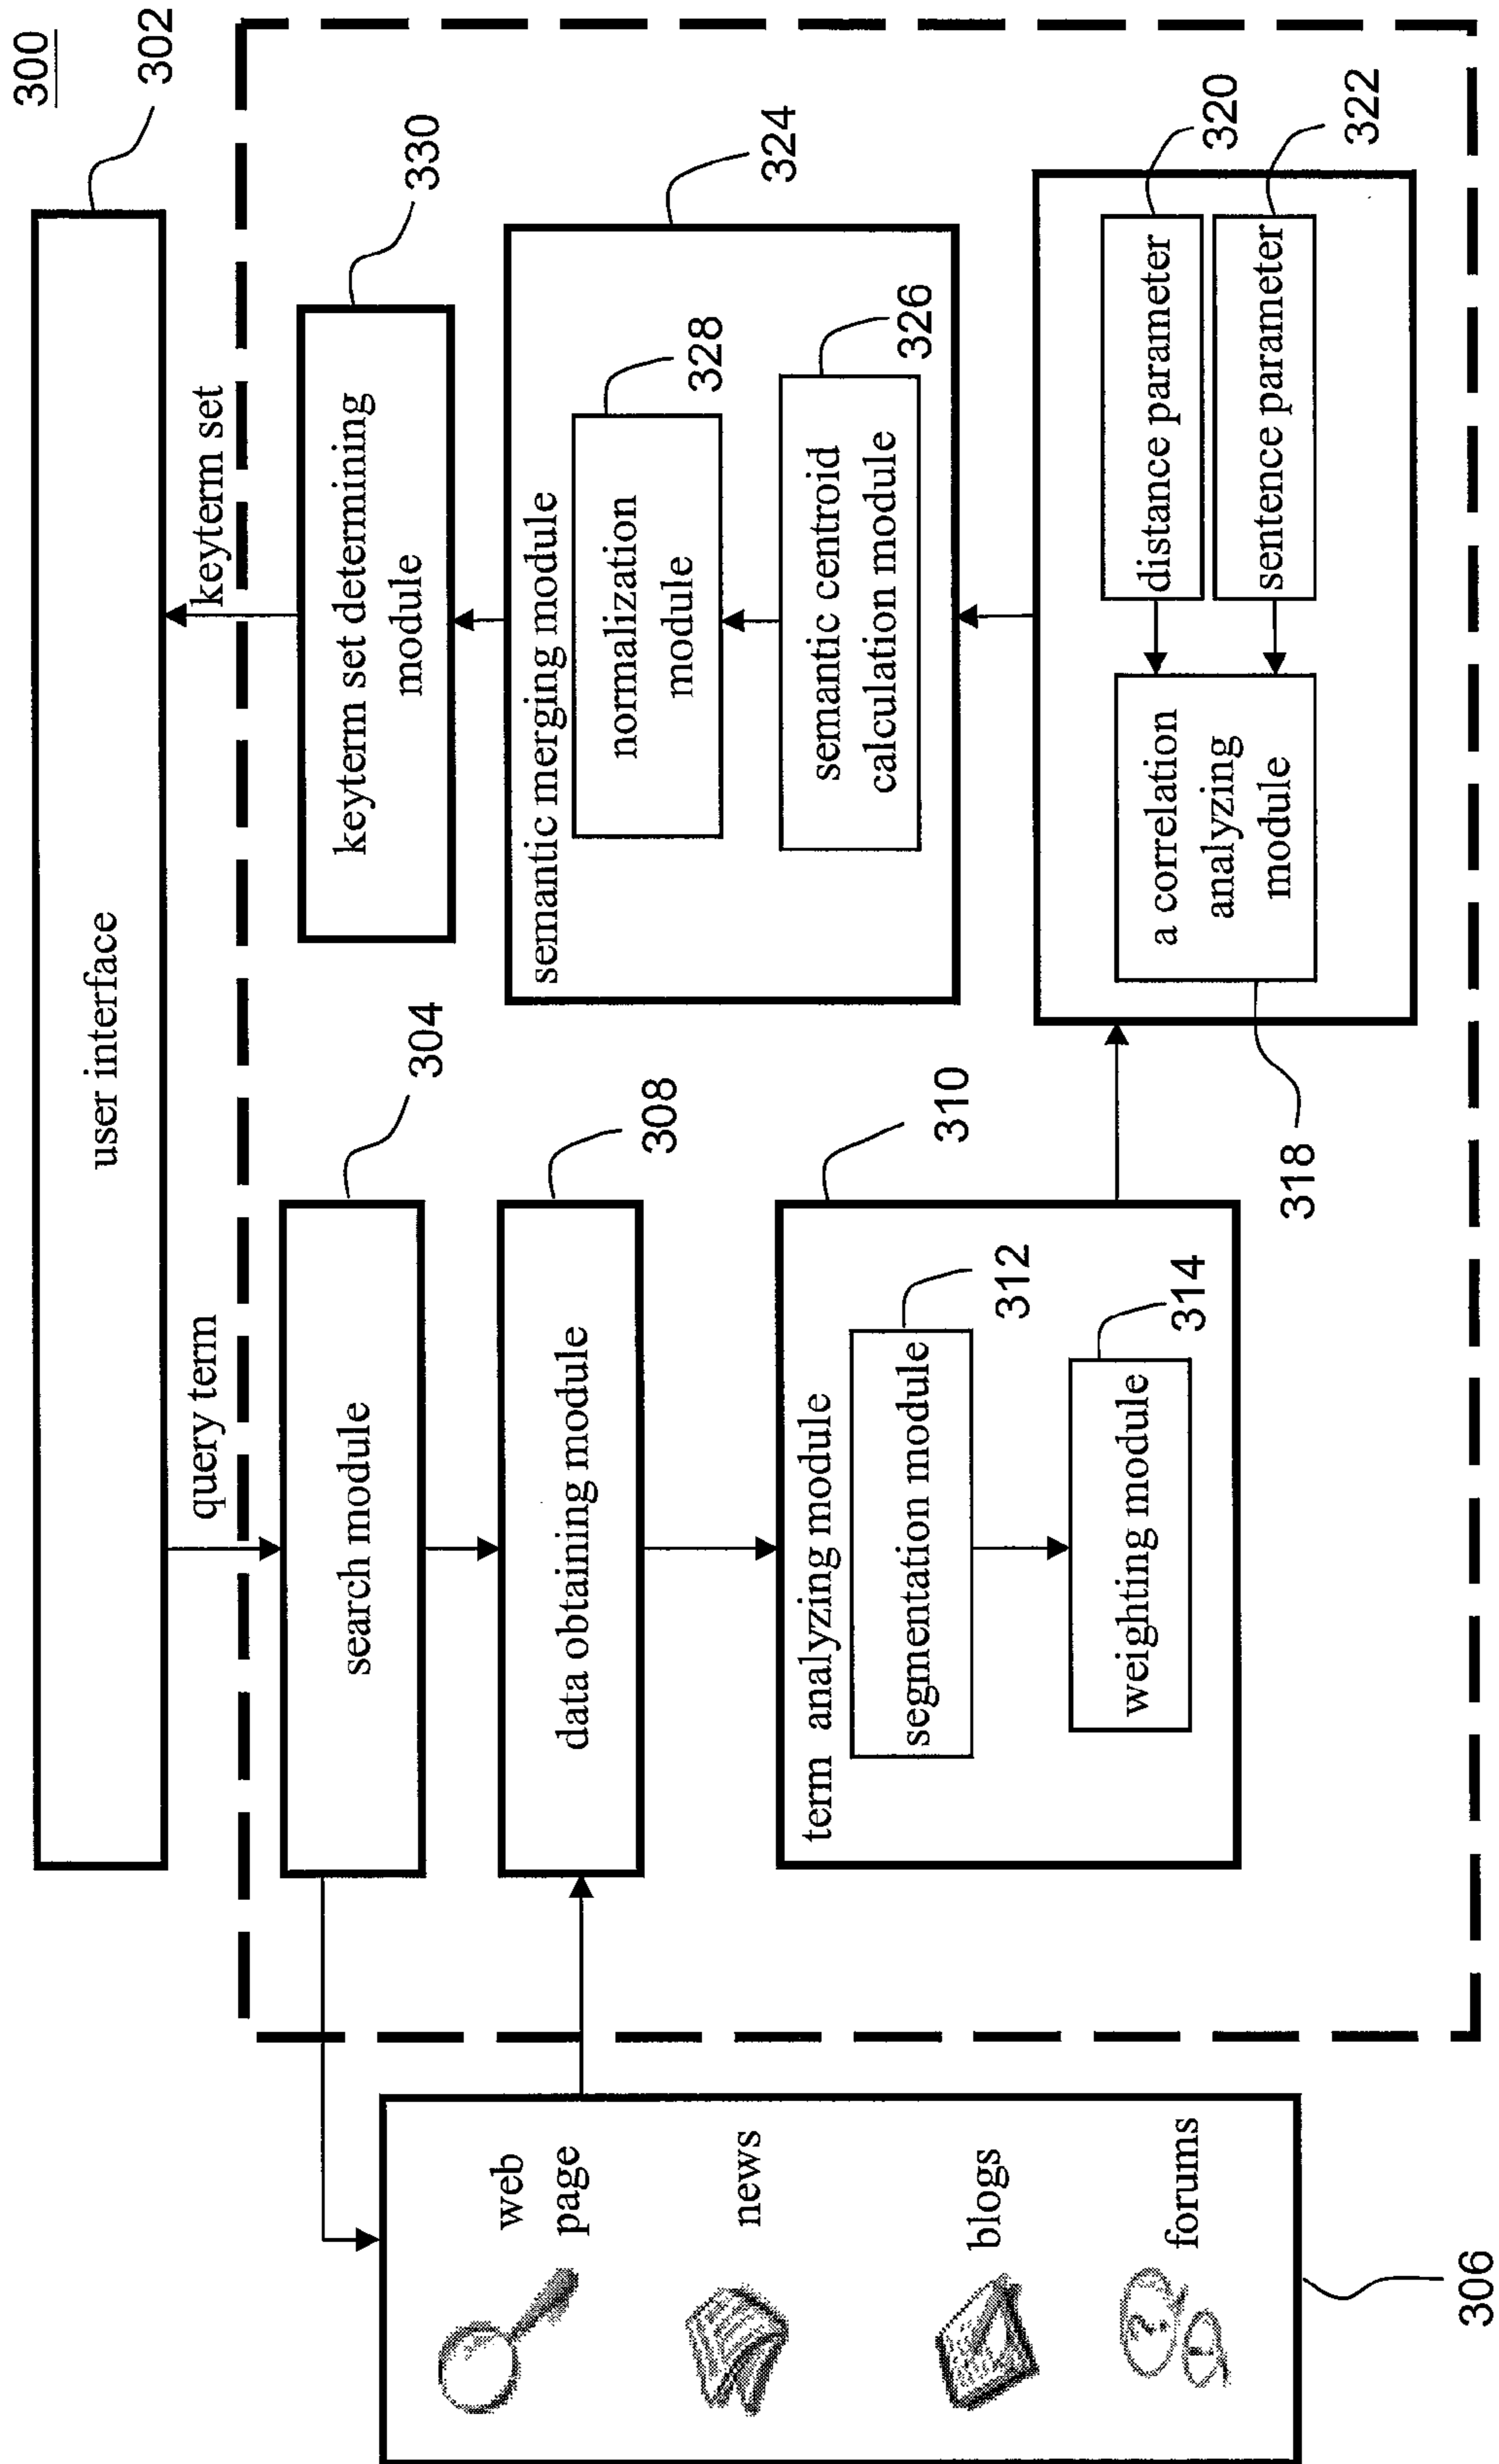 300
302
user interface
query term
keyterm set
304
search module
330
keyterm set determining
module
308
data obtaining module
324
semantic merging module
328
normalization
module
326
semantic centroid
calculation module
310
term analyzing module
312
segmentation module
314
weighting module
320
distance parameter
322
sentence parameter
a correlation
analyzing
module
318
web
page
news
blogs
forums
306